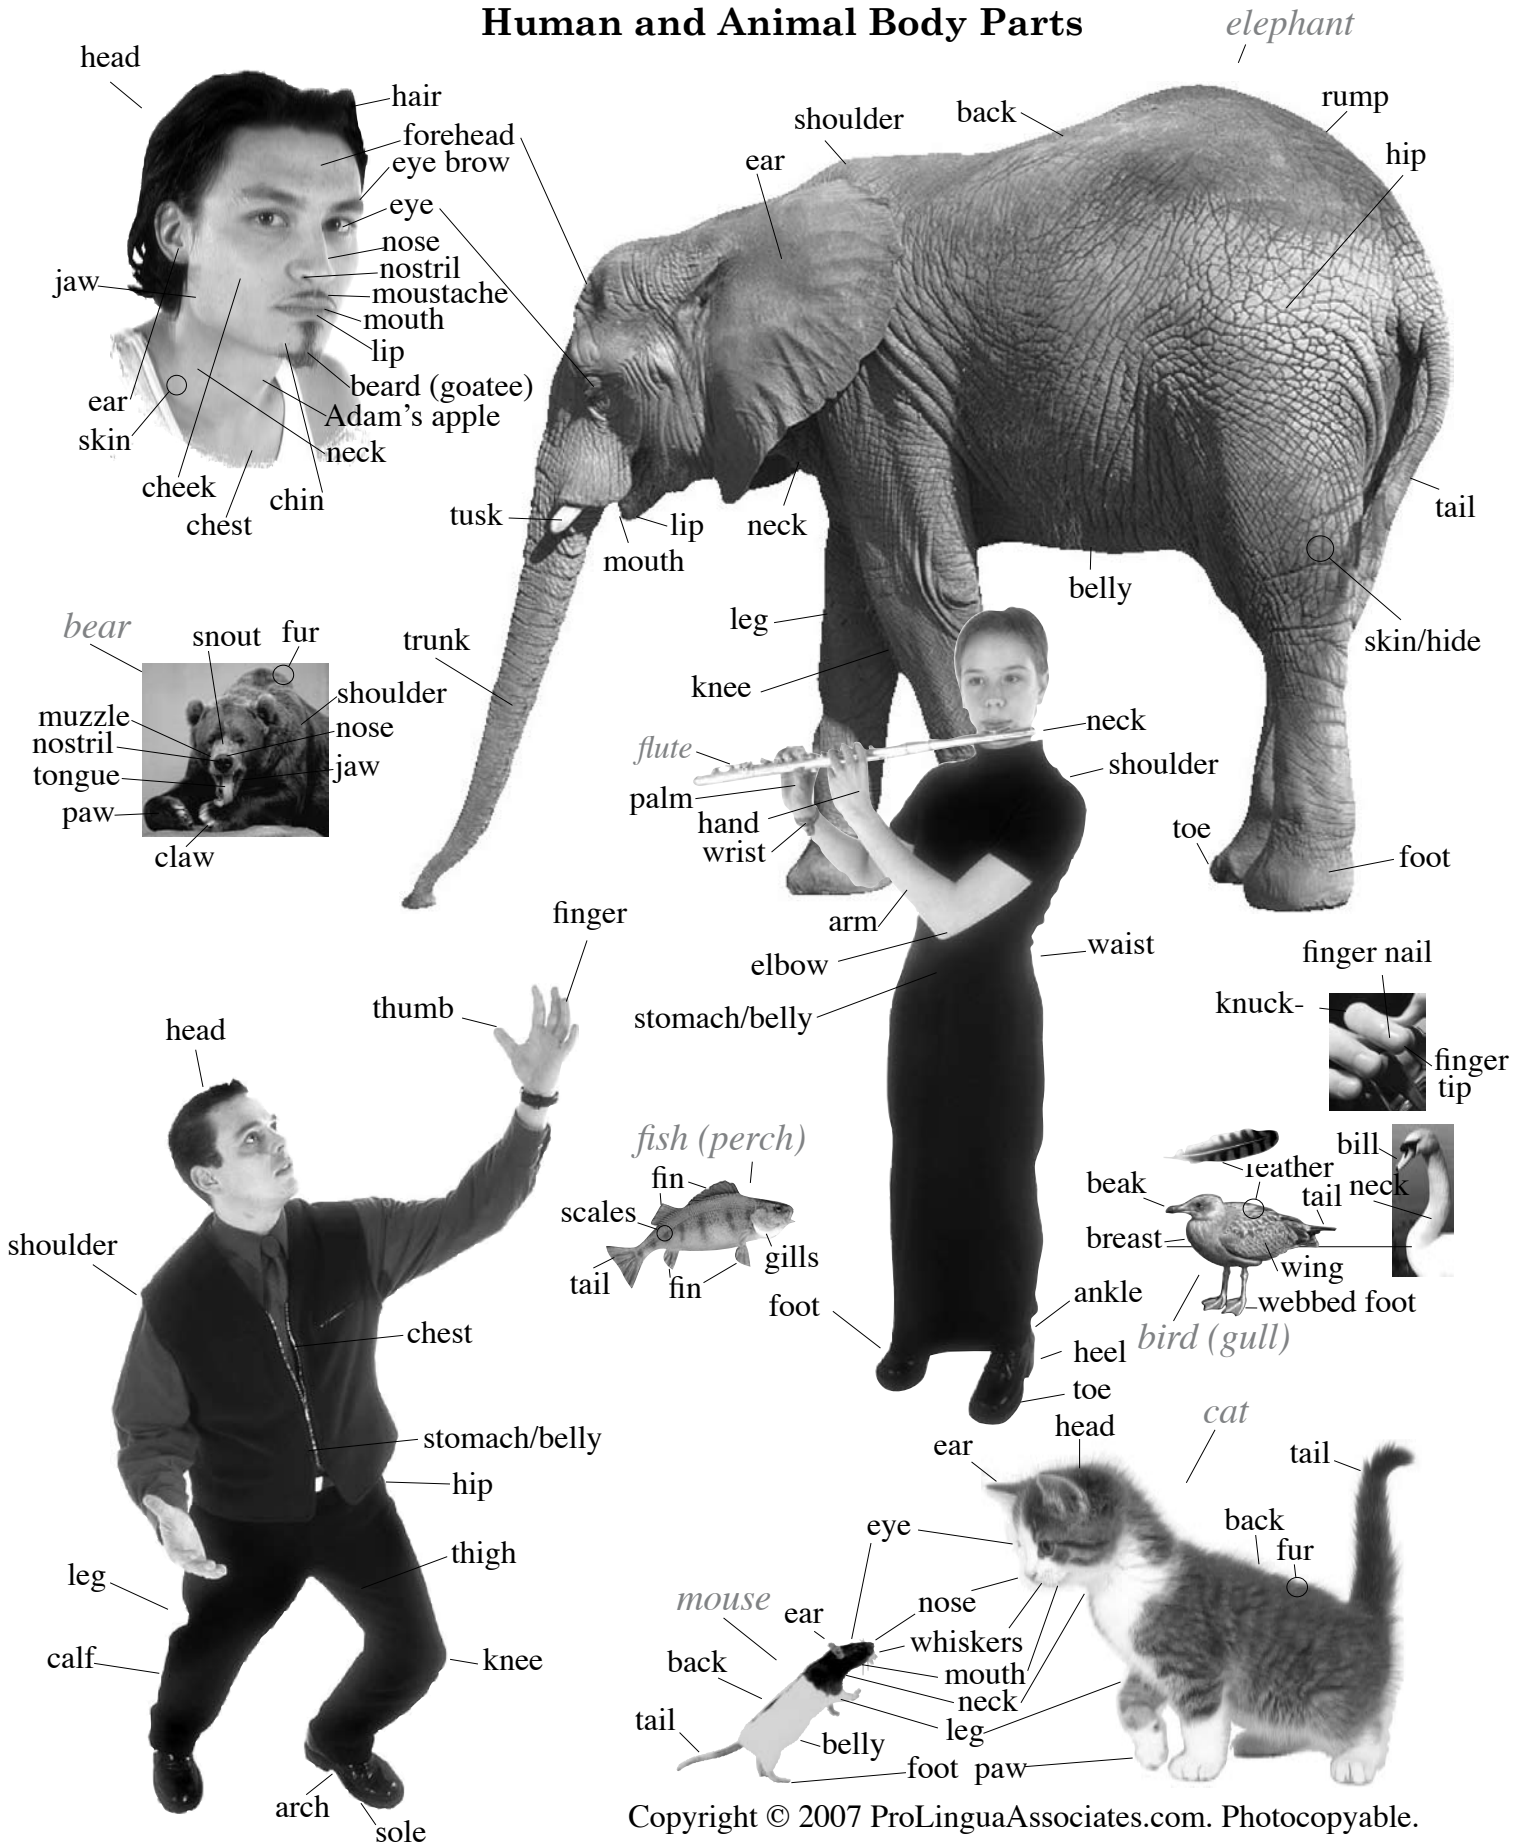 Human and Animal Body Parts
elephant
head
hair
forehead
eye brow
eye
nose
nostril
moustache
mouth
lip
beard (goatee)
Adam's apple
neck
jaw
ear
skin
cheek
chest
chin
shoulder
ear
back
rump
hip
tusk
lip
mouth
neck
belly
tail
skin/hide
leg
knee
trunk
toe
foot
bear
snout
fur
shoulder
muzzle
nostril
nose
tongue
jaw
paw
claw
flute
neck
shoulder
palm
hand
wrist
arm
elbow
waist
stomach/belly
foot
ankle
heel
toe
finger nail
knuck-
finger
tip
finger
thumb
head
shoulder
chest
stomach/belly
hip
thigh
leg
calf
knee
arch
sole
fish (perch)
fin
scales
tail
fin
gills
feather
bill
beak
tail
neck
breast
wing
webbed foot
bird (gull)
cat
head
ear
tail
back
fur
eye
mouse
ear
nose
whiskers
back
mouth
neck
leg
tail
belly
foot paw
Copyright © 2007 ProLinguaAssociates.com. Photocopyable.